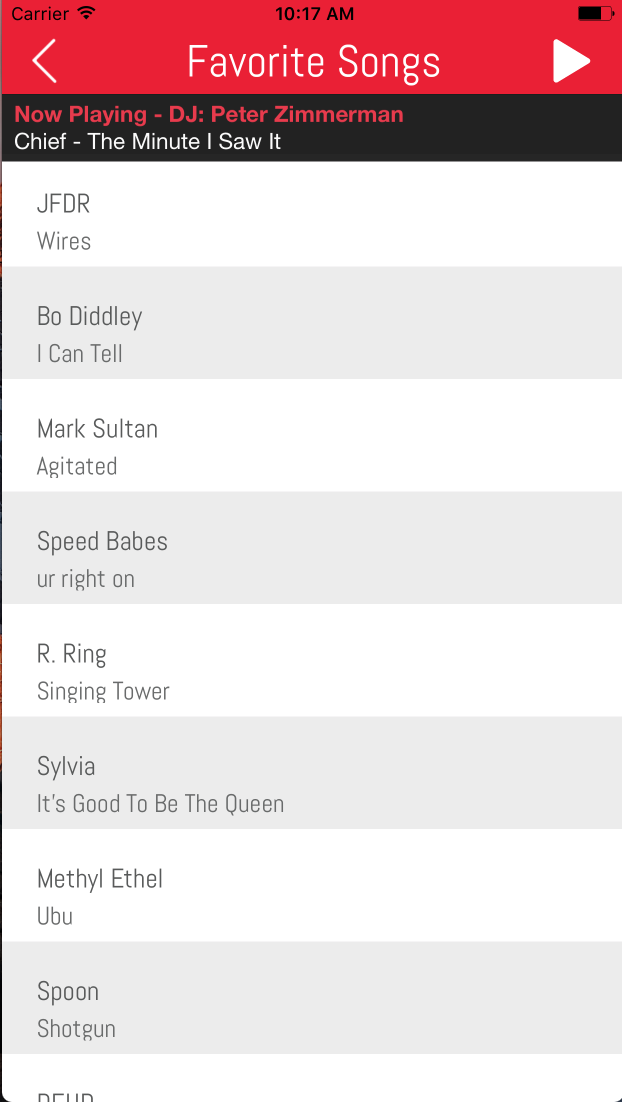 Carrier 10:17 AM
Favorite Songs
Now Playing - DJ: Peter Zimmerman
Chief - The Minute I Saw It
JFDR
Wires
Bo Diddley
I Can Tell
Mark Sultan
Agitated
Speed Babes
ur right on
R. Ring
Singing Tower
Sylvia
It's Good To Be The Queen
Methyl Ethel
Ubu
Spoon
Shotgun